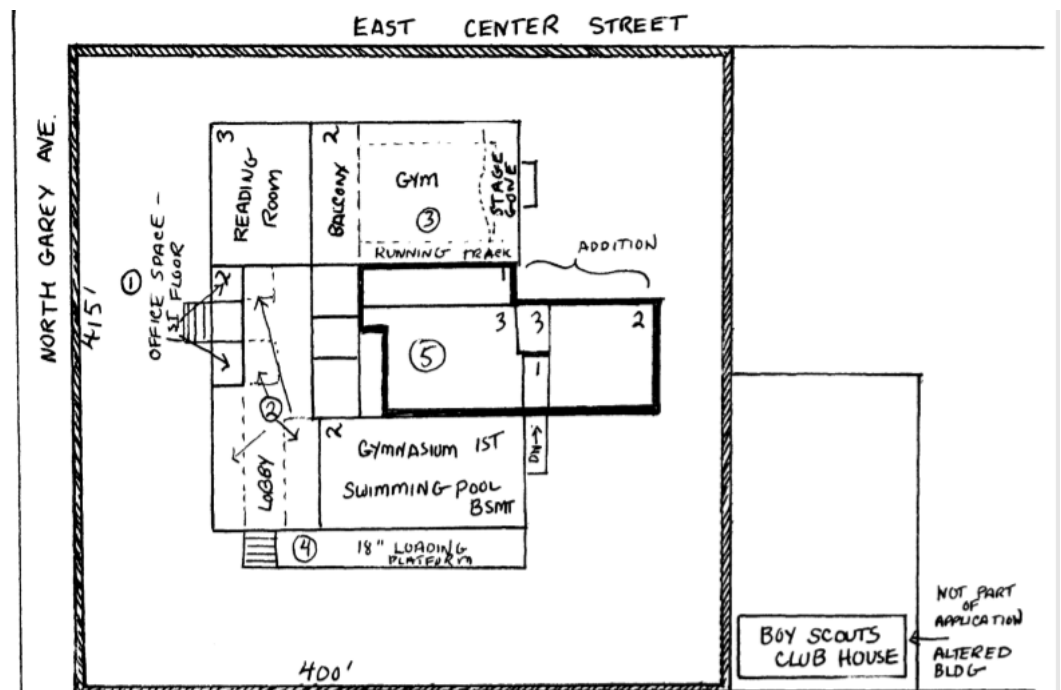 EAST CENTER STREET
NORTH GAREY AVE.
415'
400'
①
OFFICE SPACE -
1ST FLOOR
3
READING
ROOM
2
BALCONY
GYM
③
STAGE
GONE
RUNNING TRACK
1
ADDITION
2
3
3
2
⑤
1
②
LOBBY
2
GYMNASIUM 1ST
SWIMMING POOL
BSMT
DN→
④
18" LOADING
PLATFORM
BOY SCOUTS
CLUB HOUSE
NOT PART
OF
APPLICATION
ALTERED
BLDG